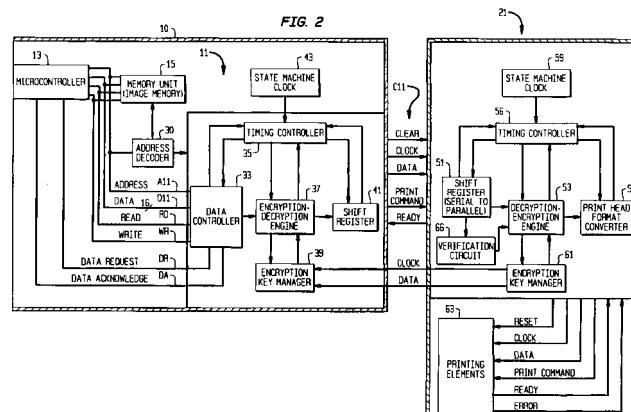 FIG. 2
10
21
13
11
43
59
MICROCONTROLLER
15
MEMORY UNIT
(IMAGE MEMORY)
STATE MACHINE
CLOCK
STATE MACHINE
CLOCK
C11
56
30
ADDRESS
DECODER
TIMING CONTROLLER
35
CLEAR
CLOCK
DATA
TIMING CONTROLLER
33
37
41
51
53
ADDRESS A11
DATA D11
16
READ RD
WRITE WR
DATA
CONTROLLER
ENCRYPTION-
DECRYPTION
ENGINE
SHIFT
REGISTER
PRINT
COMMAND
READY
SHIFT
REGISTER
(SERIAL TO
PARALLEL)
DECRYPTION-
ENCRYPTION
ENGINE
PRINT HEAD
FORMAT
CONVERTER
66
VERIFICATION
CIRCUIT
39
61
DATA REQUEST DR
DATA ACKNOWLEDGE DA
ENCRYPTION
KEY MANAGER
CLOCK
DATA
ENCRYPTION
KEY MANAGER
63
PRINTING
ELEMENTS
RESET
CLOCK
DATA
PRINT COMMAND
READY
ERROR